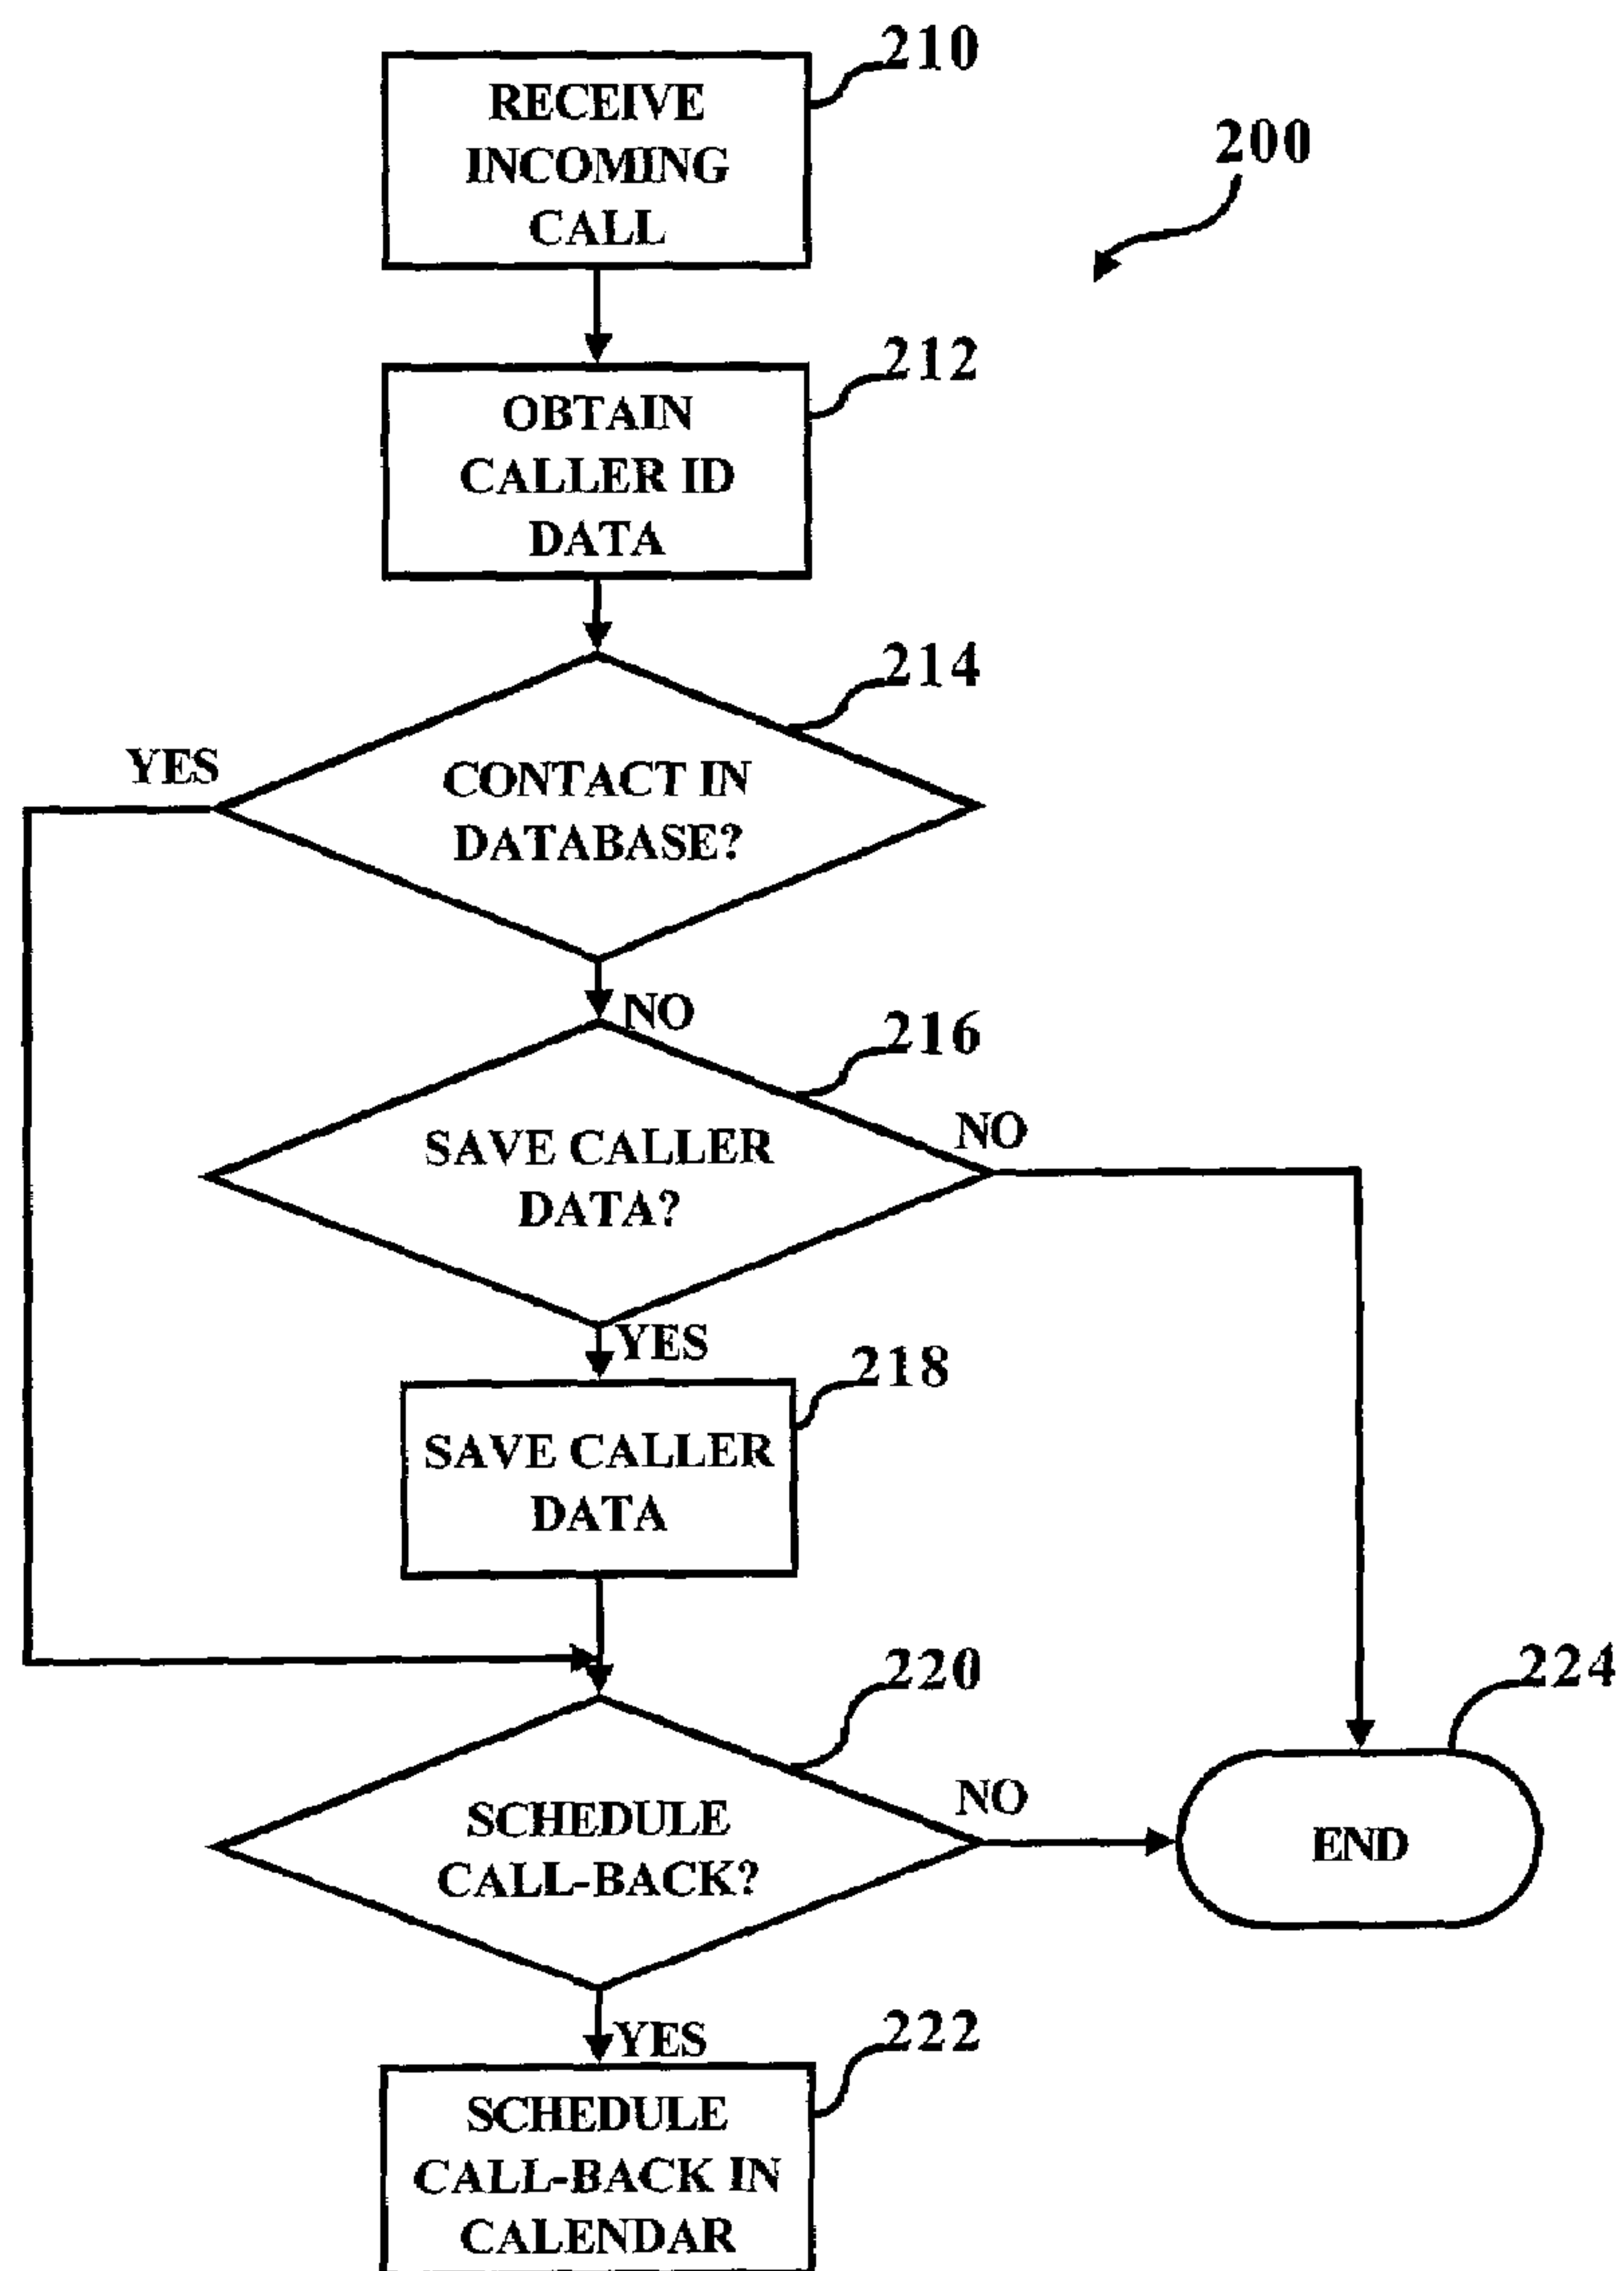 210
RECEIVE
INCOMING
CALL
200
212
OBTAIN
CALLER ID
DATA
214
YES
CONTACT IN
DATABASE?
NO
216
NO
SAVE CALLER
DATA?
YES
218
SAVE CALLER
DATA
220
224
NO
SCHEDULE
CALL-BACK?
END
YES
222
SCHEDULE
CALL-BACK IN
CALENDAR